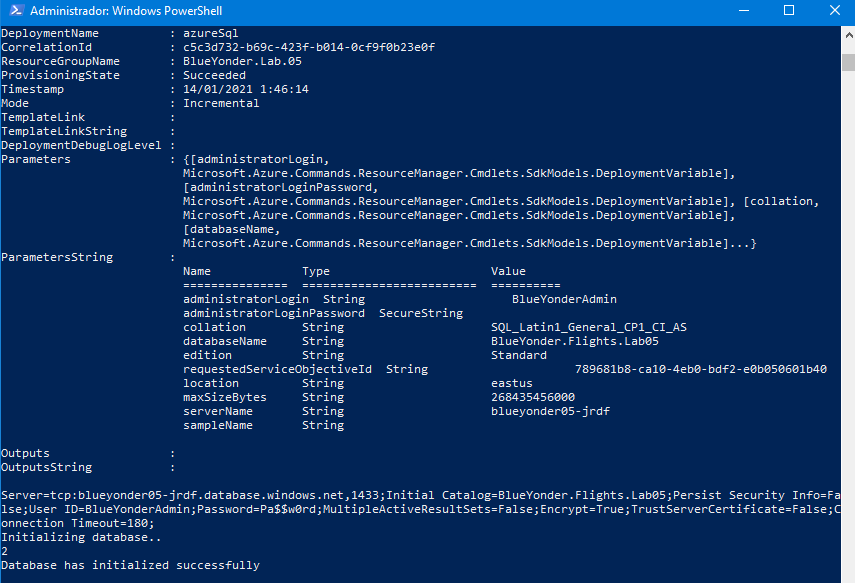 Administrador: Windows PowerShell
DeploymentName : azureSql
CorrelationId : c5c3d732-b69c-423f-b014-0cf9f0b23e0f
ResourceGroupName : BlueYonder.Lab.05
ProvisioningState : Succeeded
Timestamp : 14/01/2021 1:46:14
Mode : Incremental
TemplateLink :
TemplateLinkString :
DeploymentDebugLogLevel :
Parameters : {[administratorLogin,
Microsoft.Azure.Commands.ResourceManager.Cmdlets.SdkModels.DeploymentVariable],
[administratorLoginPassword,
Microsoft.Azure.Commands.ResourceManager.Cmdlets.SdkModels.DeploymentVariable], [collation,
Microsoft.Azure.Commands.ResourceManager.Cmdlets.SdkModels.DeploymentVariable],
[databaseName,
Microsoft.Azure.Commands.ResourceManager.Cmdlets.SdkModels.DeploymentVariable]...}
ParametersString :
Name Type Value
=============== ========================= ==========
administratorLogin String BlueYonderAdmin
administratorLoginPassword SecureString
collation String SQL_Latin1_General_CP1_CI_AS
databaseName String BlueYonder.Flights.Lab05
edition String Standard
requestedServiceObjectiveId String 789681b8-ca10-4eb0-bdf2-e0b050601b40
location String eastus
maxSizeBytes String 268435456000
serverName String blueyonder05-jrdf
sampleName String
Outputs :
OutputsString :
Server=tcp:blueyonder05-jrdf.database.windows.net,1433;Initial Catalog=BlueYonder.Flights.Lab05;Persist Security Info=Fa
lse;User ID=BlueYonderAdmin;Password=Pa$$w0rd;MultipleActiveResultSets=False;Encrypt=True;TrustServerCertificate=False;C
onnection Timeout=180;
Initializing database..
2
Database has initialized successfully